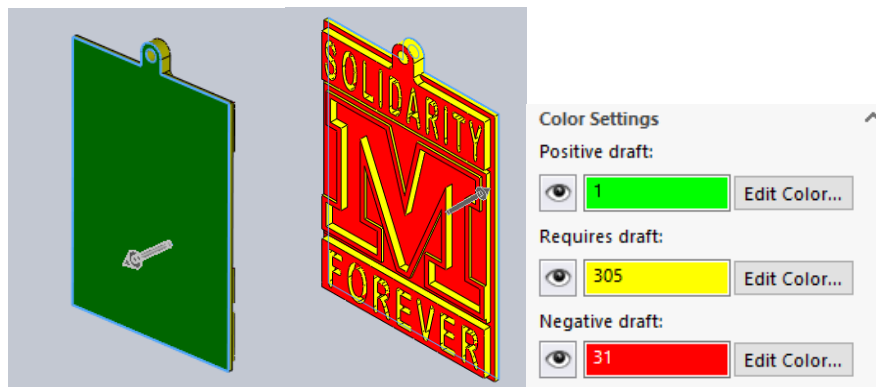 SOLIDARITY
M
FOREVER
Color Settings
Positive draft:
1
Edit Color...
Requires draft:
305
Edit Color...
Negative draft:
31
Edit Color...